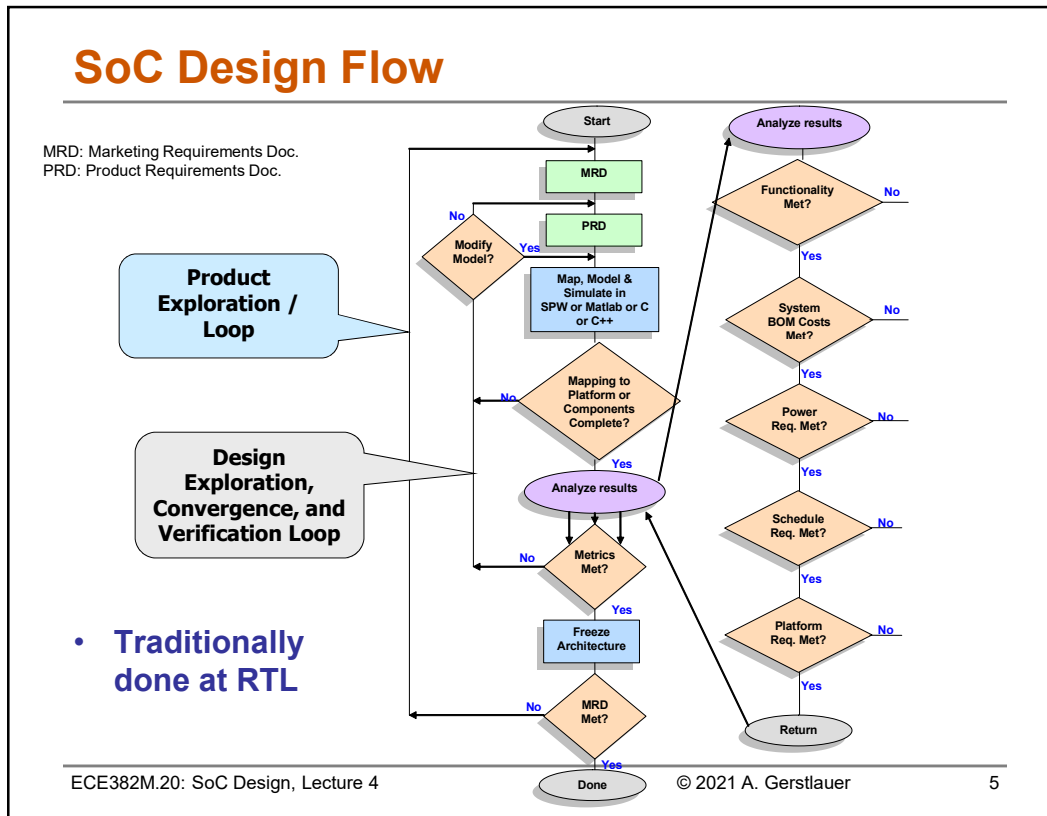 SoC Design Flow
MRD: Marketing Requirements Doc.
PRD: Product Requirements Doc.
Product
Exploration /
Loop
Design
Exploration,
Convergence, and
Verification Loop
• Traditionally
done at RTL
Start
MRD
No
PRD
Modify
Model?
Yes
Map, Model &
Simulate in
SPW or Matlab or C
or C++
Mapping to
Platform or
Components
Complete?
No
Yes
Analyze results
No
Metrics
Met?
Yes
Freeze
Architecture
No
MRD
Met?
Yes
Done
Analyze results
Functionality
Met?
No
Yes
System
BOM Costs
Met?
No
Yes
Power
Req. Met?
No
Yes
Schedule
Req. Met?
No
Yes
Platform
Req. Met?
No
Yes
Return
ECE382M.20: SoC Design, Lecture 4
© 2021 A. Gerstlauer
5